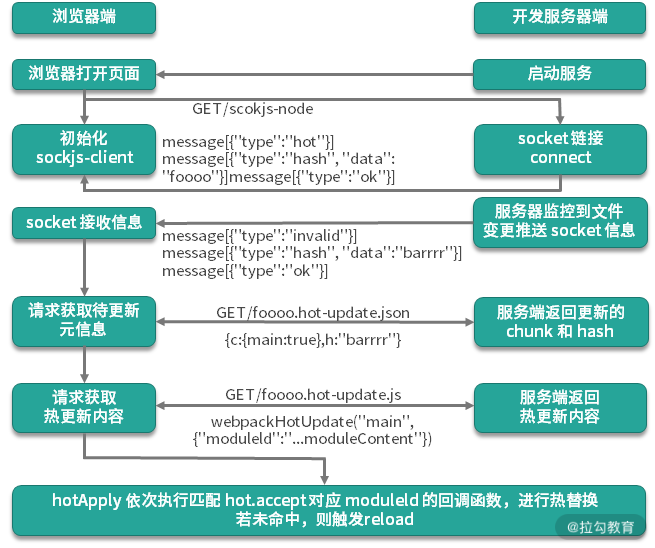 浏览器端
开发服务器端
浏览器打开页面
启动服务
GET/scokjs-node
初始化
sockjs-client
message[{"type":"hot"}]
message[{"type":"hash", "data":
"foooo"}]message[{"type":"ok"}]
socket 链接
connect
socket 接收信息
服务器监控到文件
变更推送 socket 信息
message[{"type":"invalid"}]
message[{"type":"hash", "data":"barrrr"}]
message[{"type":"ok"}]
请求获取待更新
元信息
GET/foooo.hot-update.json
{c:{main:true},h:"barrrr"}
服务端返回更新的
chunk 和 hash
请求获取
热更新内容
GET/foooo.hot-update.js
webpackHotUpdate("main",
{"moduleId":"...moduleContent"})
服务端返回
热更新内容
hotApply 依次执行匹配 hot.accept对应 moduleId 的回调函数，进行热替换
若未命中，则触发reload
@拉勾教育